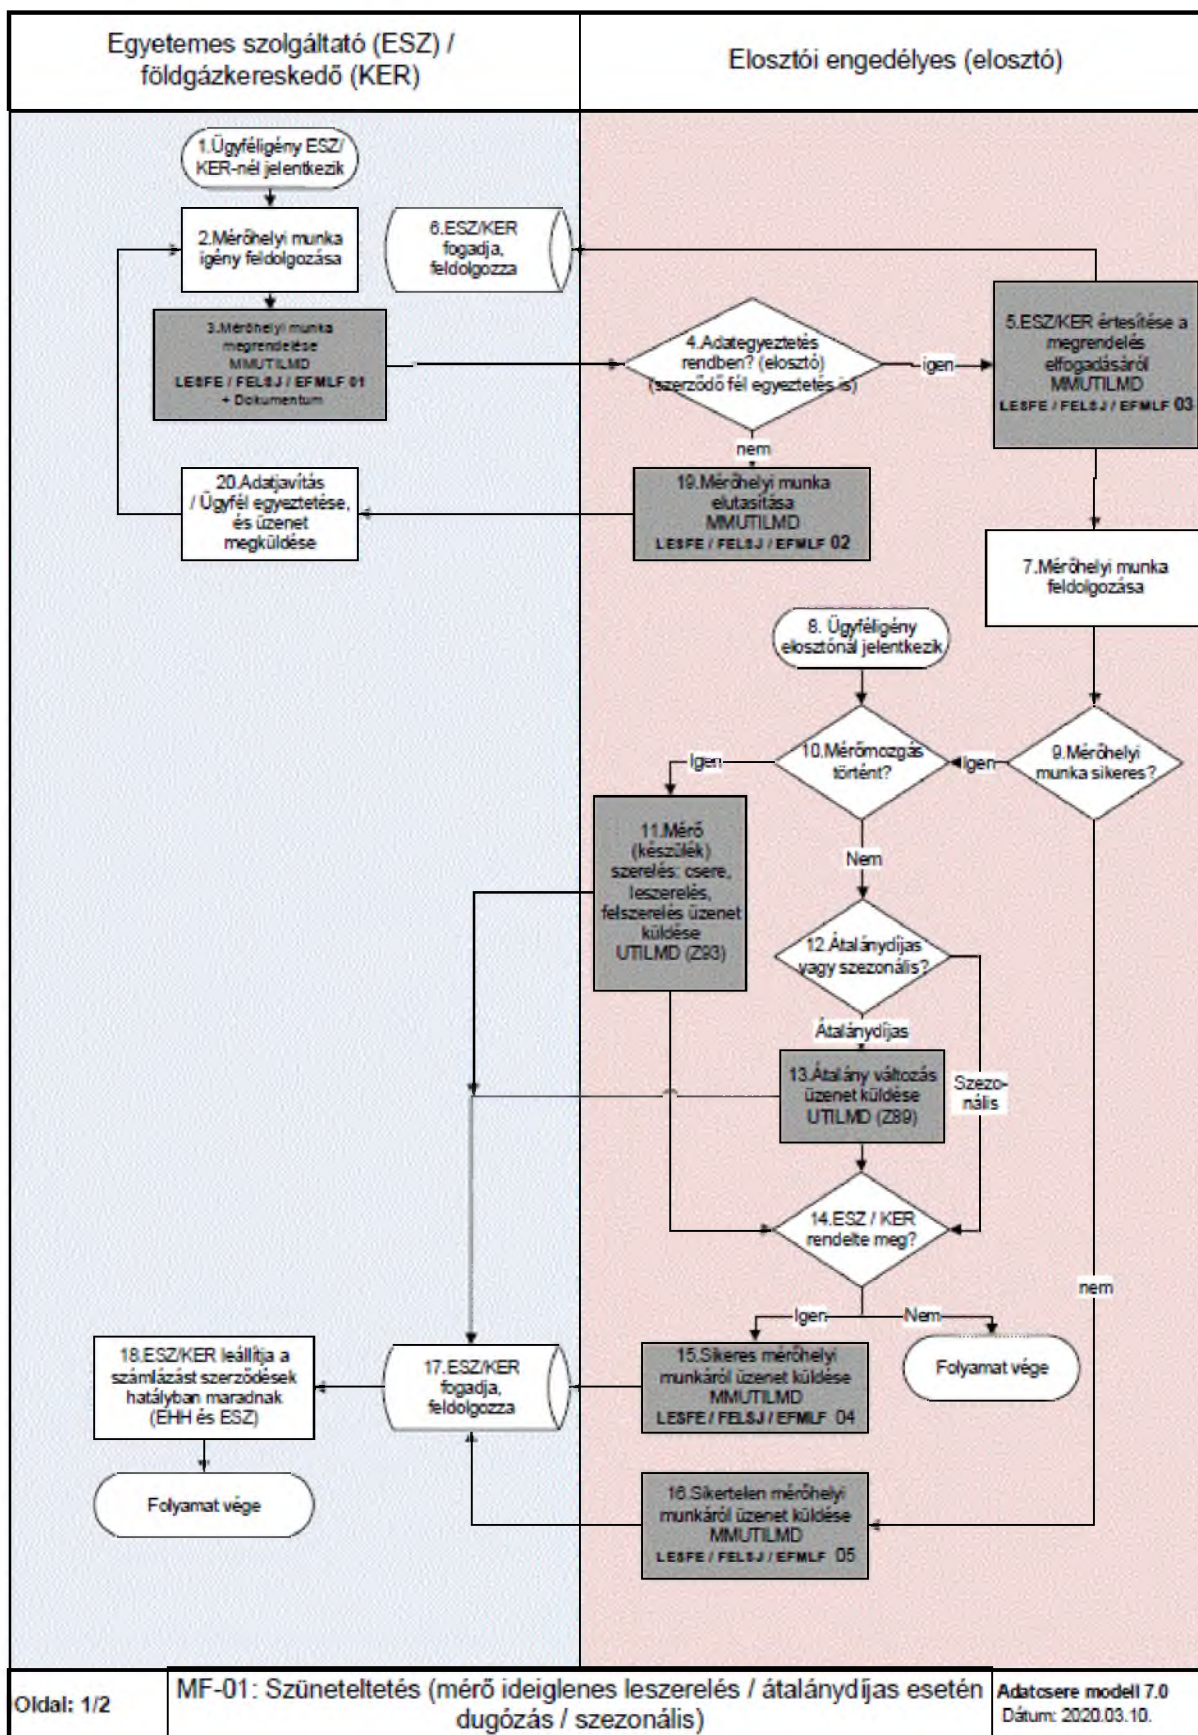 Egyetemes szolgáltató (ESZ) /
földgázkereskedő (KER)
Elosztói engedélyes (elosztó)
1.Ügyféligény ESZ/
KER-nél jelentkezik
2.Mérőhelyi munka
igény feldolgozása
3.Mérőhelyi munka
megrendelése
MMUTILMD
LESFE / FELSJ / EFMLF 01
+ Dokumentum
6.ESZ/KER
fogadja,
feldolgozza
4.Adategyeztetés
rendben? (elosztó)
(szerződő fél egyeztetés is)
igen
nem
5.ESZ/KER értesítése a
megrendelés
elfogadásáról
MMUTILMD
LESFE / FELSJ / EFMLF 03
20.Adatjavítás
/ Ügyfél egyeztetése,
és üzenet
megküldése
19.Mérőhelyi munka
elutasítása
MMUTILMD
LESFE / FELSJ / EFMLF 02
7.Mérőhelyi munka
feldolgozása
8. Ügyféligény
elosztónál jelentkezik
9.Mérőhelyi
munka sikeres?
Igen
10.Mérőmozgás
történt?
Igen
Nem
11.Mérő
(készülék)
szerelés: csere,
leszerelés,
felszerelés üzenet
küldése
UTILMD (Z93)
12.Átalánydíjas
vagy szezonális?
Átalánydíjas
Szezo-
nális
13.Átalány változás
üzenet küldése
UTILMD (Z89)
14.ESZ / KER
rendelte meg?
nem
Igen
Nem
18.ESZ/KER leállítja a
számlázást szerződések
hatályban maradnak
(EHH és ESZ)
17.ESZ/KER
fogadja,
feldolgozza
15.Sikeres mérőhelyi
munkáról üzenet küldése
MMUTILMD
LESFE / FELSJ / EFMLF 04
Folyamat vége
Folyamat vége
16.Sikertelen mérőhelyi
munkáról üzenet küldése
MMUTILMD
LESFE / FELSJ / EFMLF 05
Oldal: 1/2
MF-01: Szüneteltetés (mérő ideiglenes leszerelés / átalánydíjas esetén
dugózás / szezonális)
Adatcsere modell 7.0
Dátum: 2020.03.10.